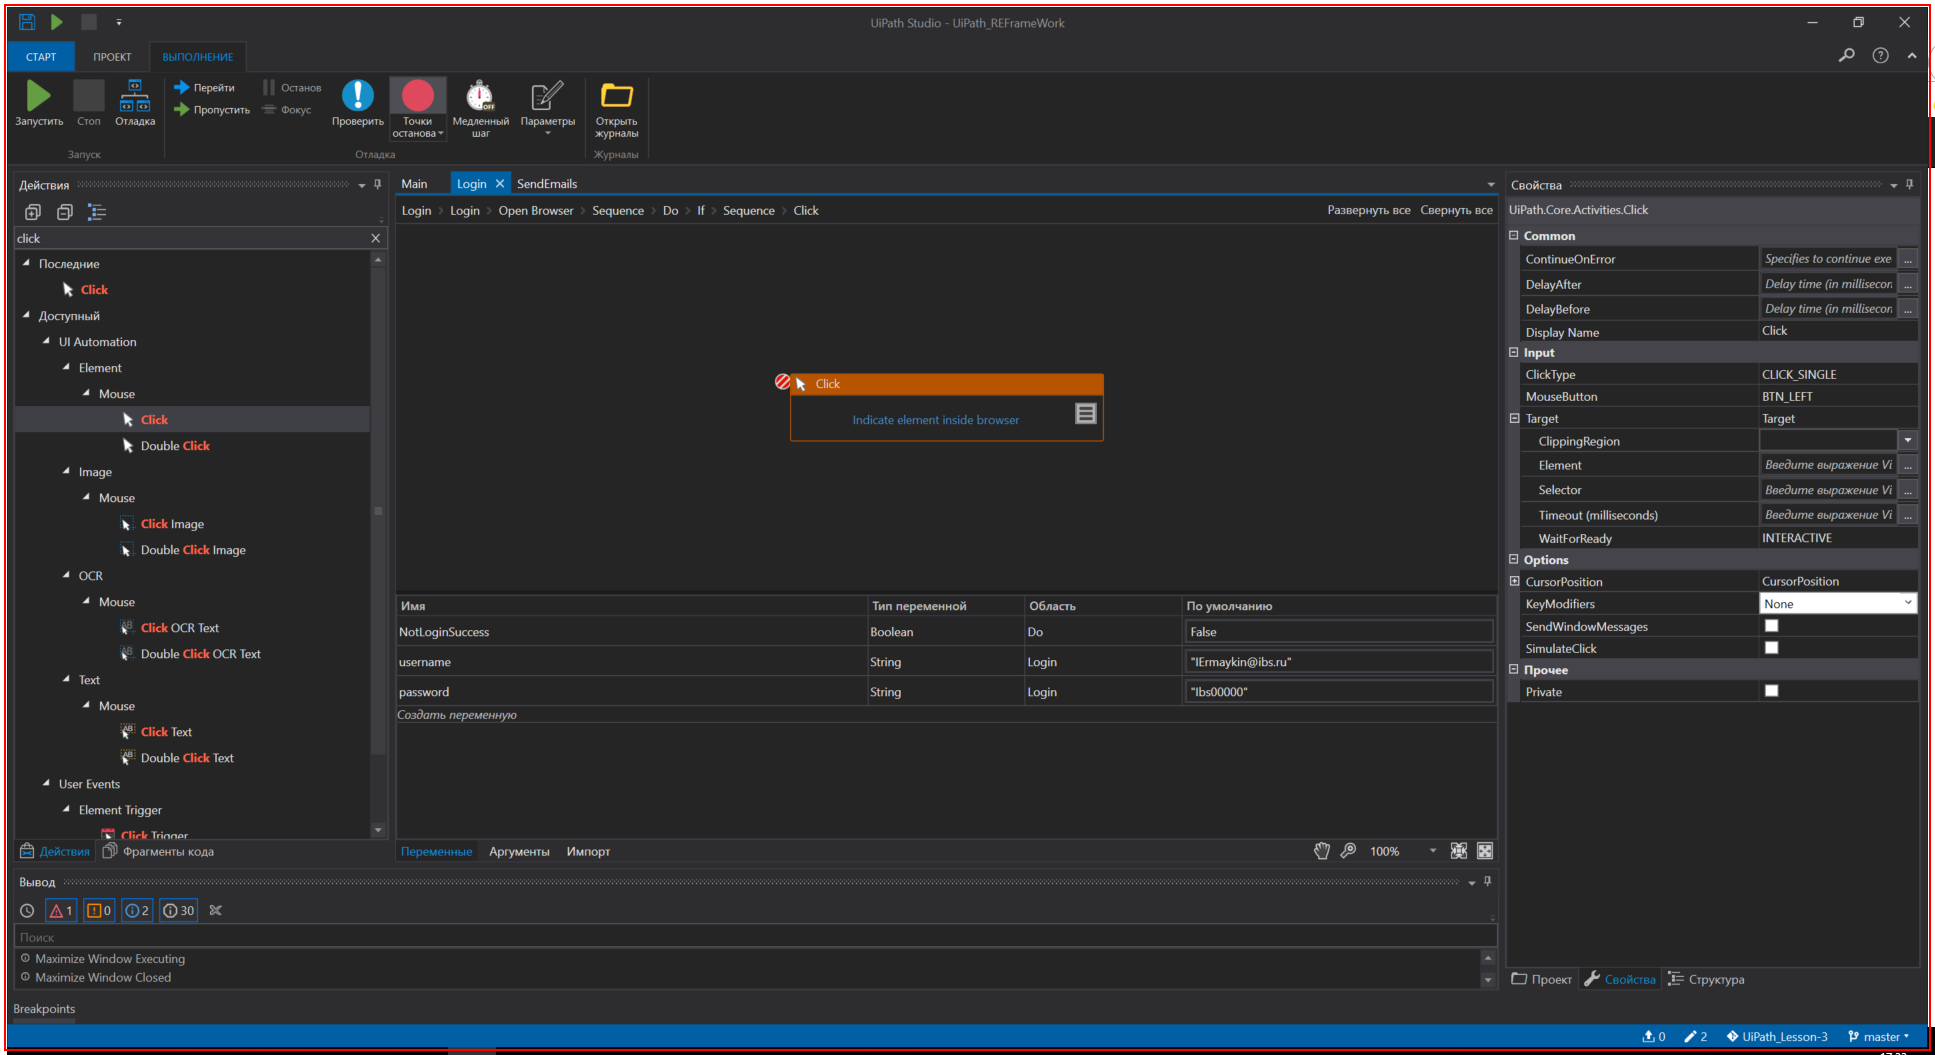 UiPath Studio - UiPath_REFrameWork
СТАРТ ПРОЕКТ ВЫПОЛНЕНИЕ
Запустить Стоп Отладка
Перейти
Пропустить
Останов
Фокус
Проверить
Точки останова
Медленный шаг
OFF
Параметры
Открыть журналы
Запуск Отладка Журналы
Действия
click
Последние
Click
Доступный
UI Automation
Element
Mouse
Click
Double Click
Image
Mouse
Click Image
Double Click Image
OCR
Mouse
Click OCR Text
Double Click OCR Text
Text
Mouse
Click Text
Double Click Text
User Events
Element Trigger
Click Trigger
Действия Фрагменты кода
Main Login SendEmails
Login > Login > Open Browser > Sequence > Do > If > Sequence > Click
Развернуть все Свернуть все
Click
Indicate element inside browser
Имя Тип переменной Область По умолчанию
NotLoginSuccess Boolean Do False
username String Login "IErmaykin@ibs.ru"
password String Login "Ibs00000"
Создать переменную
Переменные Аргументы Импорт
100%
Свойства
UiPath.Core.Activities.Click
Common
ContinueOnError Specifies to continue exe ...
DelayAfter Delay time (in millisecon ...
DelayBefore Delay time (in millisecon ...
Display Name Click
Input
ClickType CLICK_SINGLE
MouseButton BTN_LEFT
Target Target
ClippingRegion
Element Введите выражение Vi ...
Selector Введите выражение Vi ...
Timeout (milliseconds) Введите выражение Vi ...
WaitForReady INTERACTIVE
Options
CursorPosition CursorPosition
KeyModifiers None
SendWindowMessages
SimulateClick
Прочее
Private
Проект Свойства Структура
Вывод
1 0 2 30
Поиск
Maximize Window Executing
Maximize Window Closed
Breakpoints
0 2 UiPath_Lesson-3 master